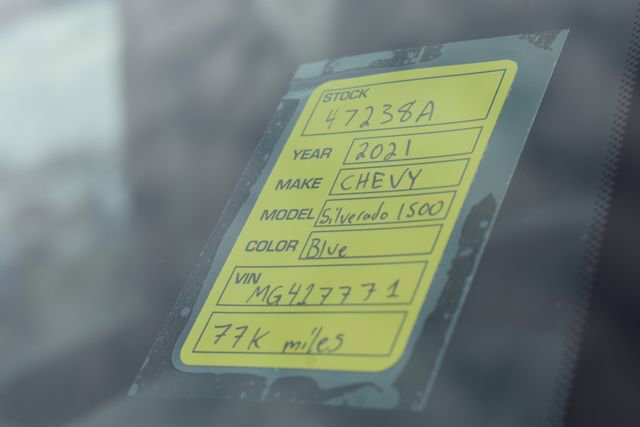 STOCK
47238A
YEAR 2021
MAKE CHEVY
MODEL Silverado 1500
COLOR Blue
VIN
MG427771
77K miles